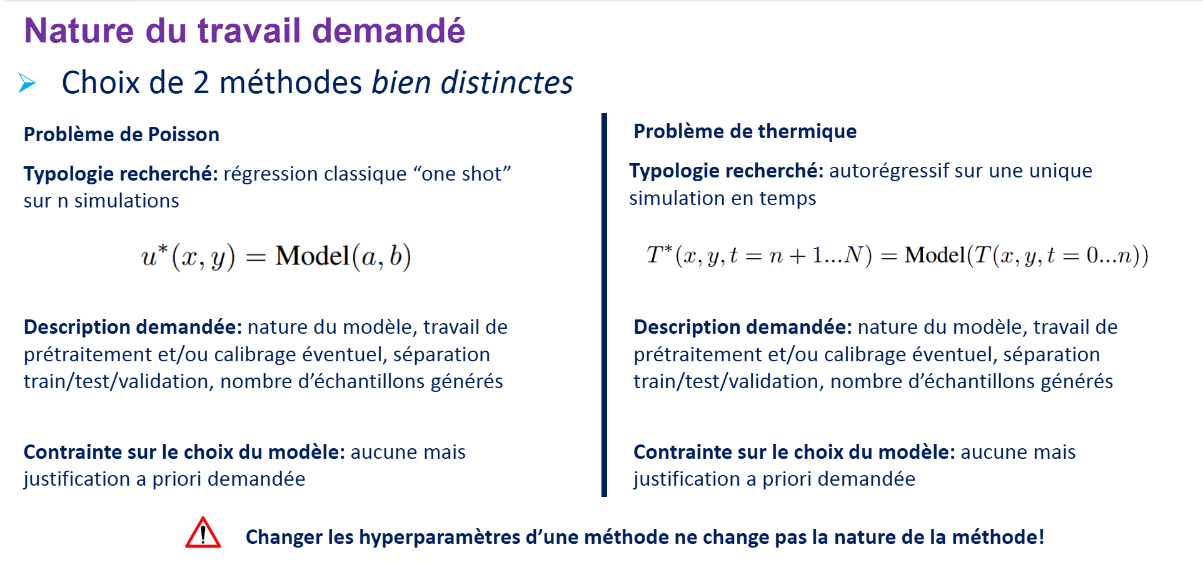 Nature du travail demandé
Choix de 2 méthodes bien distinctes
Problème de Poisson
Typologie recherché: régression classique “one shot”
sur n simulations
u*(x, y) = Model(a, b)
Description demandée: nature du modèle, travail de
prétraitement et/ou calibrage éventuel, séparation
train/test/validation, nombre d’échantillons générés
Contrainte sur le choix du modèle: aucune mais
justification a priori demandée
Problème de thermique
Typologie recherché: autorégressif sur une unique
simulation en temps
T*(x, y, t = n + 1...N) = Model(T(x, y, t = 0...n))
Description demandée: nature du modèle, travail de
prétraitement et/ou calibrage éventuel, séparation
train/test/validation, nombre d’échantillons générés
Contrainte sur le choix du modèle: aucune mais
justification a priori demandée
Changer les hyperparamètres d’une méthode ne change pas la nature de la méthode!